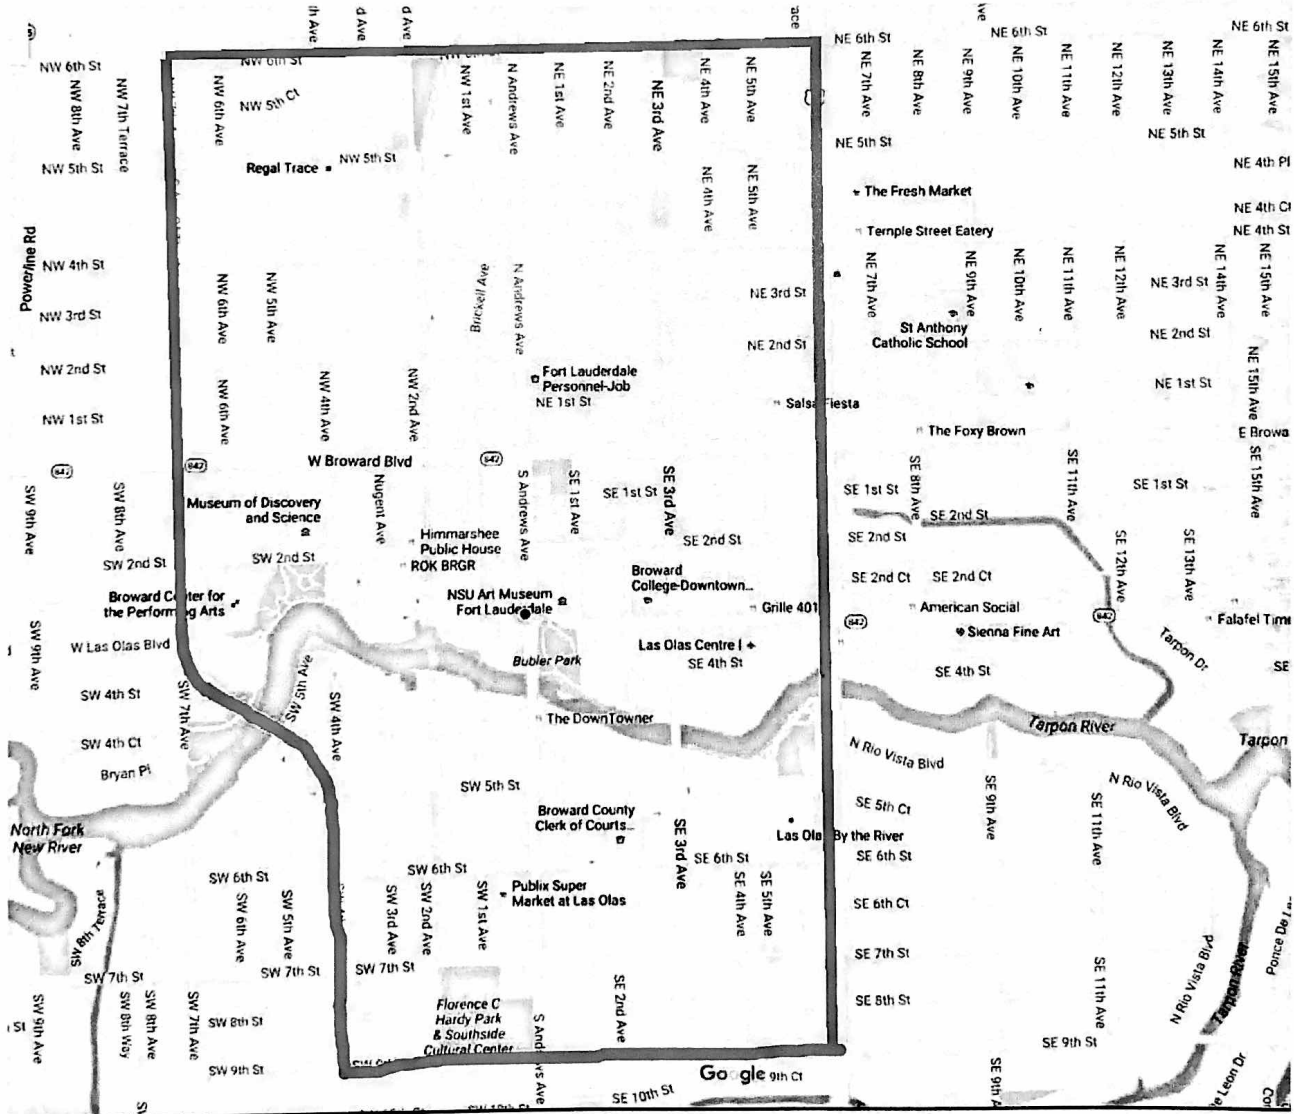 NE 6th St
NE 6th St
NE 6th St
NW 6th St
NW 8th Ave
NW 7th Terrace
NW 6th Ave
NW 5th Ct
NW 1st Ave
N Andrews Ave
NE 1st Ave
NE 2nd Ave
NE 3rd Ave
NE 4th Ave
NE 5th Ave
NE 7th Ave
NE 8th Ave
NE 9th Ave
NE 10th Ave
NE 11th Ave
NE 12th Ave
NE 13th Ave
NE 14th Ave
NE 15th Ave
NE 5th St
NE 5th St
NW 5th St
Regal Trace
NW 5th St
NE 4th Ave
NE 5th Ave
NE 4th Pl
The Fresh Market
NE 4th Ct
Temple Street Eatery
NE 4th St
Powerline Rd
NW 4th St
NW 6th Ave
NW 5th Ave
Brickell Ave
N Andrews Ave
NE 3rd St
NE 7th Ave
NE 9th Ave
NE 10th Ave
NE 11th Ave
NE 12th Ave
NE 3rd St
NE 14th Ave
NE 15th Ave
NW 3rd St
St Anthony
Catholic School
NE 2nd St
NE 2nd St
NW 2nd St
NW 6th Ave
NW 4th Ave
NW 2nd Ave
Fort Lauderdale
Personnel-Job
NE 1st St
NE 1st St
NE 15th Ave
Salsa Fiesta
NW 1st St
The Foxy Brown
E Browa
W Broward Blvd
842
842
842
SW 9th Ave
SW 8th Ave
Museum of Discovery
and Science
Nugent Ave
S Andrews Ave
SE 1st Ave
SE 1st St
SE 3rd Ave
SE 1st St
SE 8th Ave
SE 11th Ave
SE 1st St
SE 15th Ave
SE 2nd St
Himmarshee
Public House
ROK BRGR
SE 2nd St
SE 2nd St
SW 2nd St
SW 2nd St
Broward
College-Downtown...
SE 2nd Ct
SE 2nd Ct
SE 12th Ave
SE 13th Ave
Broward Center for
the Performing Arts
NSU Art Museum
Fort Lauderdale
Grille 401
American Social
842
842
Falafel Time
Sienna Fine Art
SW 9th Ave
W Las Olas Blvd
Bubier Park
Las Olas Centre I
SE 4th St
SE 4th St
Tarpon Dr
SE
SW 4th St
SW 7th Ave
SW 5th Ave
SW 4th Ave
The DownTowner
Tarpon River
Tarpon
SW 4th Ct
N Rio Vista Blvd
Bryan Pl
SW 5th St
SE 9th Ave
SE 11th Ave
N Rio Vista Blvd
North Fork
New River
Broward County
Clerk of Courts...
SE 5th Ct
Las Olas By the River
SE 3rd Ave
SE 6th St
SE 6th St
SW 6th St
SW 6th St
SW 8th Terrace
SW 6th Ave
SW 5th Ave
SW 3rd Ave
SW 2nd Ave
SW 1st Ave
Publix Super
Market at Las Olas
SE 4th Ave
SE 5th Ave
SE 6th Ct
SE 7th St
SW 7th St
SW 7th St
SW 7th St
N Rio Vista Blvd
Tarpon River
SW 9th Ave
SW 8th Way
SW 8th Ave
SW 7th Ave
SW 8th St
Florence C
Hardy Park
& Southside
Cultural Center
SE 2nd Ave
SE 8th St
SE 11th Ave
SE 9th St
SW 9th St
S Andrews Ave
Google
9th Ct
SE 10th St